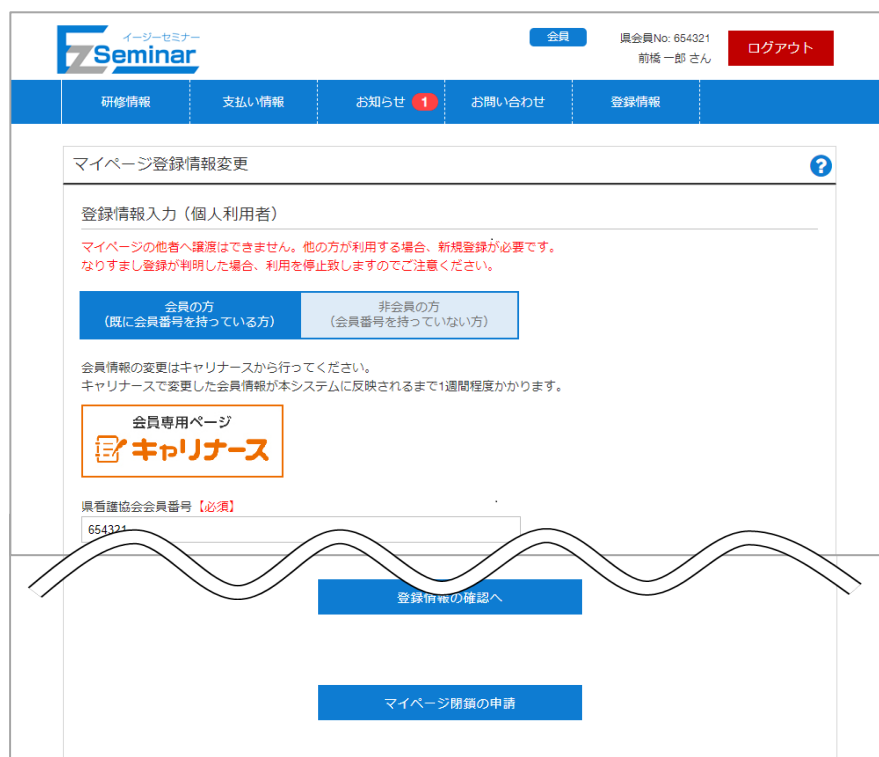 イージーセミナー
EZ Seminar
会員
県会員No: 654321
前橋 一郎 さん
ログアウト
研修情報
支払い情報
お知らせ 1
お問い合わせ
登録情報
マイページ登録情報変更
?
登録情報入力（個人利用者）
マイページの他者へ譲渡はできません。他の方が利用する場合、新規登録が必要です。
なりすまし登録が判明した場合、利用を停止致しますのでご注意ください。
会員の方
（既に会員番号を持っている方）
非会員の方
（会員番号を持っていない方）
会員情報の変更はキャリナースから行ってください。
キャリナースで変更した会員情報が本システムに反映されるまで1週間程度かかります。
会員専用ページ
キャリナース
県看護協会会員番号【必須】
654321
登録情報の確認へ
マイページ閉鎖の申請